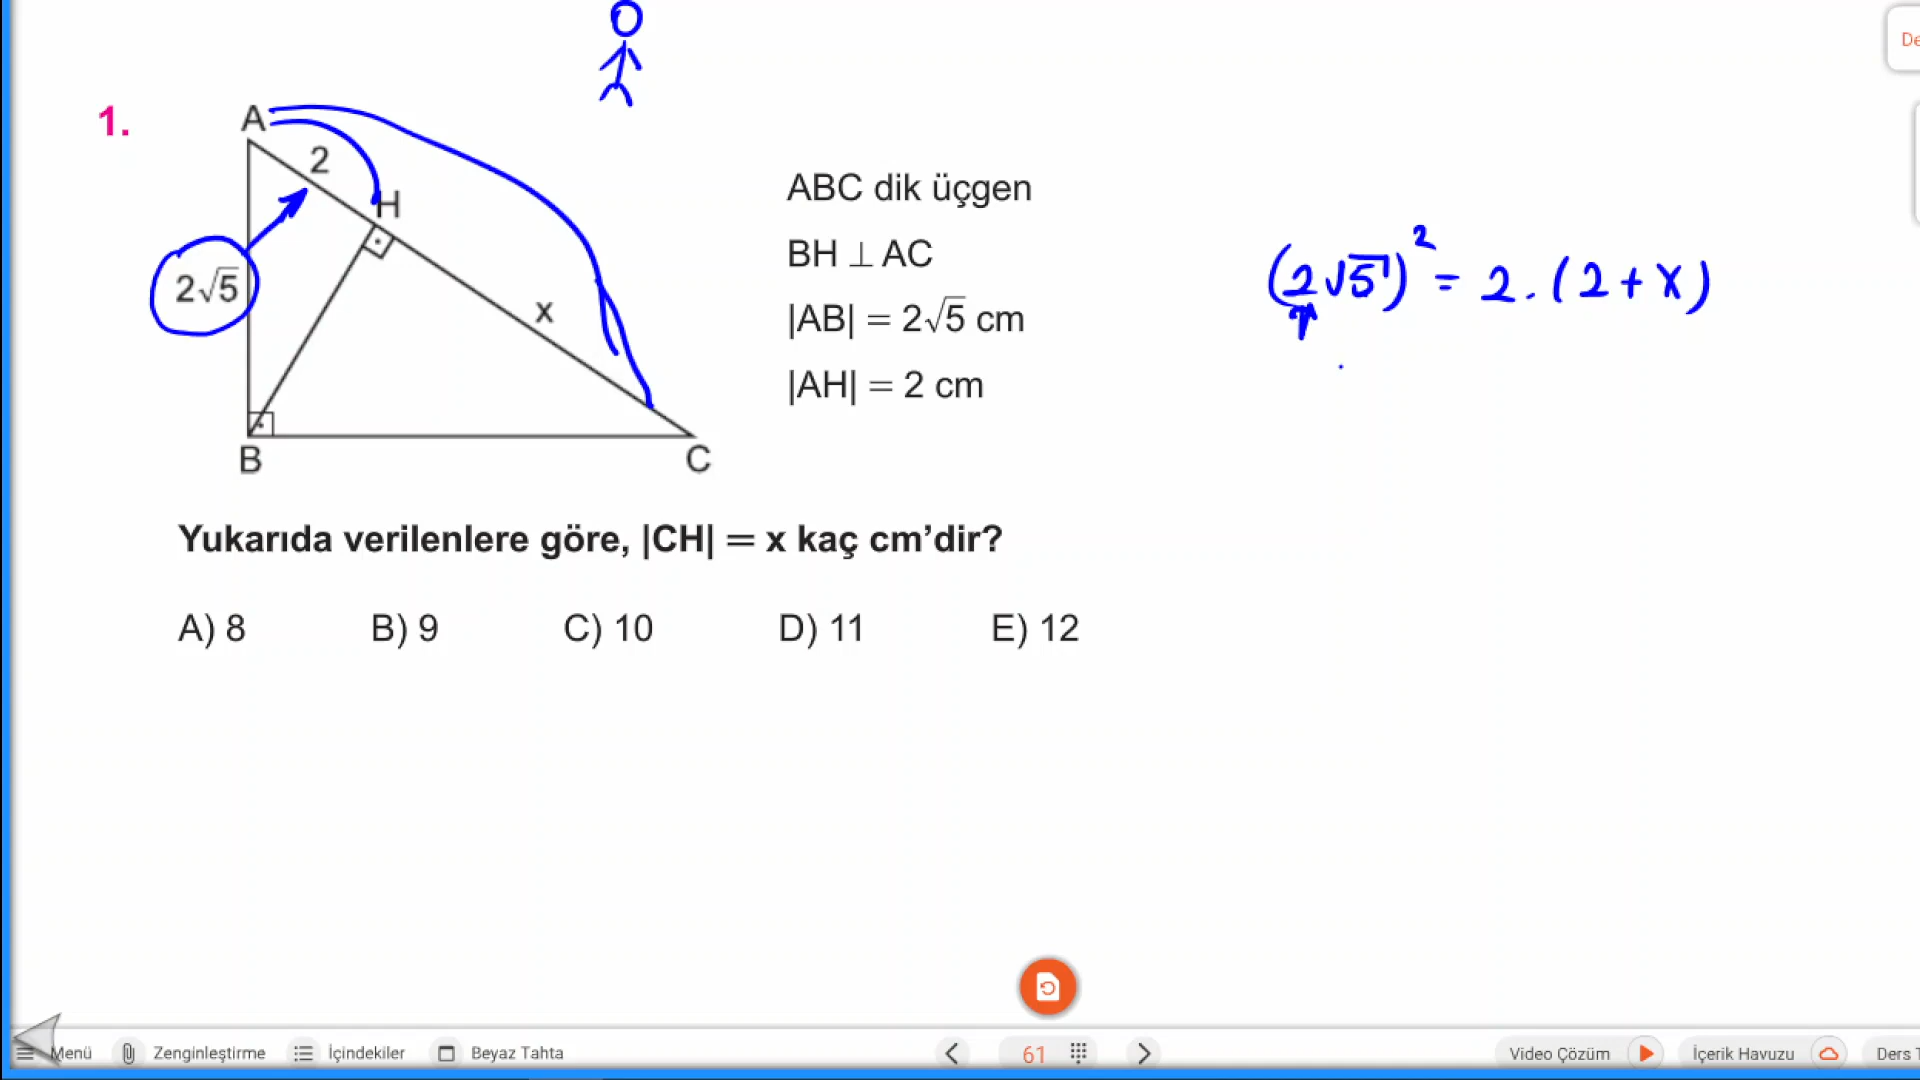 De
1.
A
2
H
2√5
x
B
C
ABC dik üçgen
BH ⊥ AC
|AB| = 2√5 cm
|AH| = 2 cm
(2√5)² = 2.(2+x)
Yukarıda verilenlere göre, |CH| = x kaç cm’dir?
A) 8 B) 9 C) 10 D) 11 E) 12
Menü Zenginleştirme İçindekiler Beyaz Tahta 61 Video Çözüm İçerik Havuzu Ders